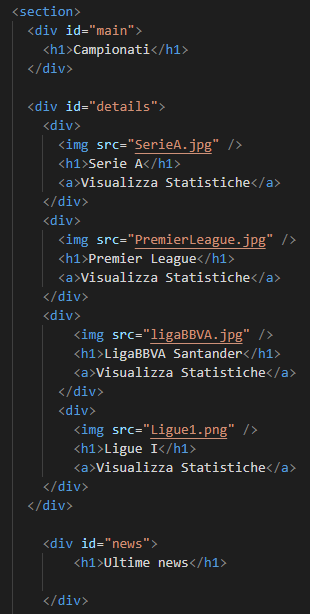 <section>
<div id="main">
<h1>Campionati</h1>
</div>
<div id="details">
<div>
<img src="SerieA.jpg" />
<h1>Serie A</h1>
<a>Visualizza Statistiche</a>
</div>
<div>
<img src="PremierLeague.jpg" />
<h1>Premier League</h1>
<a>Visualizza Statistiche</a>
</div>
<div>
<img src="ligaBBVA.jpg" />
<h1>LigaBBVA Santander</h1>
<a>Visualizza Statistiche</a>
</div>
<div>
<img src="Ligue1.png" />
<h1>Ligue I</h1>
<a>Visualizza Statistiche</a>
</div>
</div>
<div id="news">
<h1>Ultime news</h1>
</div>